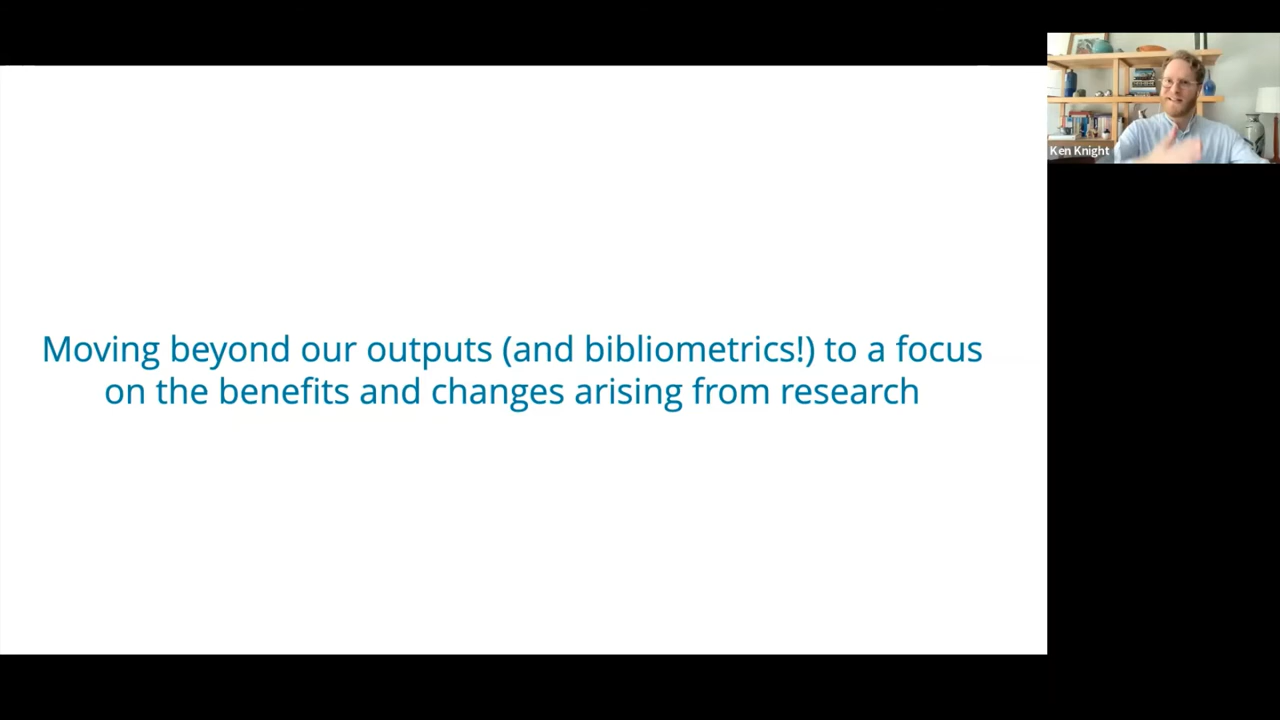 Moving beyond our outputs (and bibliometrics!) to a focus
on the benefits and changes arising from research
Ken Knight